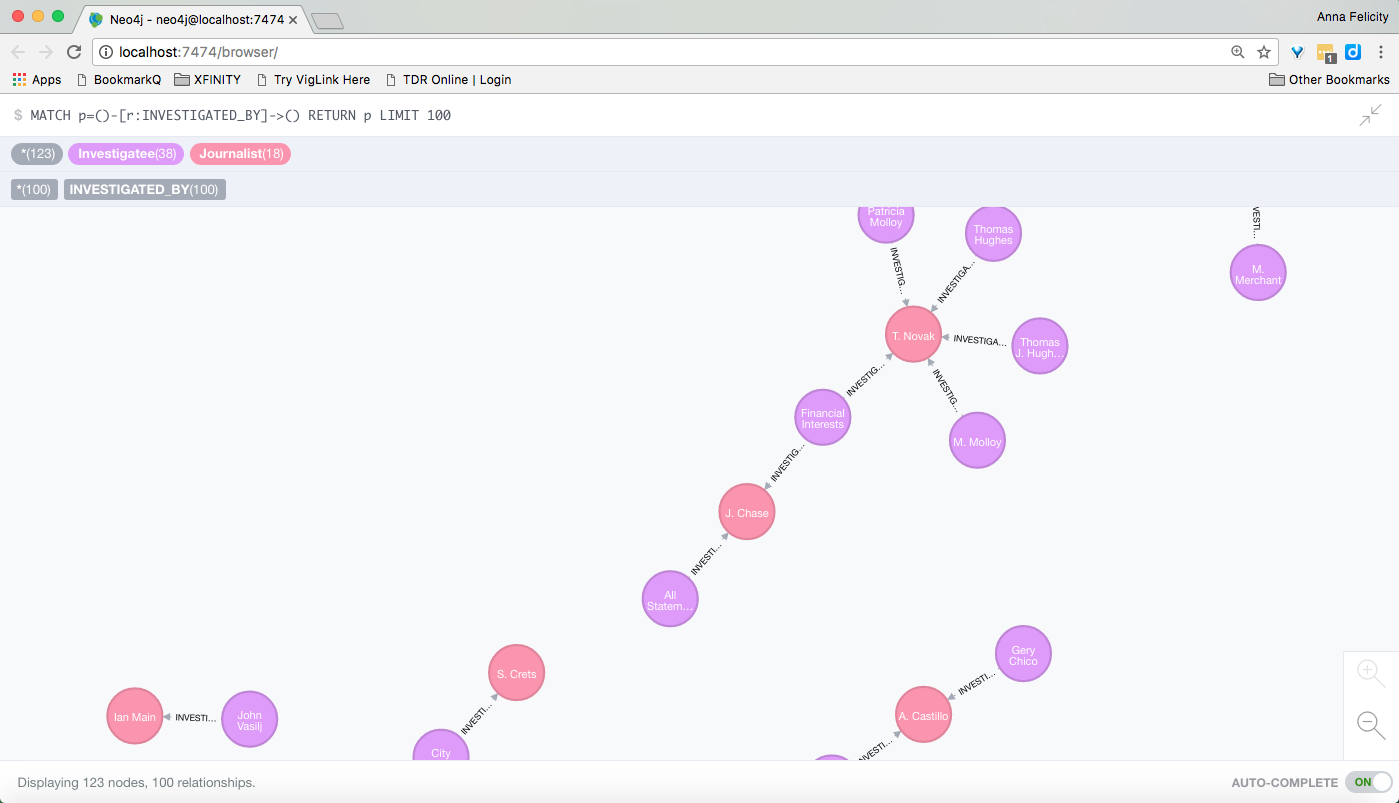 Neo4j - neo4j@localhost:7474
Anna Felicity
localhost:7474/browser/
1
Apps
BookmarkQ
XFINITY
Try VigLink Here
TDR Online | Login
Other Bookmarks
$ MATCH p=()-[r:INVESTIGATED_BY]->() RETURN p LIMIT 100
*(123)
Investigatee(38)
Journalist(18)
*(100)
INVESTIGATED_BY(100)
Patricia
Molloy
Thomas
Hughes
VESTI...
M.
Merchant
INVESTIG...
INVESTIGA...
T. Novak
INVESTIGA...
Thomas
J. Hugh...
INVESTIG...
INVESTIG...
Financial
Interests
M. Molloy
INVESTIG...
J. Chase
INVESTI...
All
Statem...
Gery
Chico
S. Crets
INVESTI...
Ian Main
INVESTI...
John
Vasilj
INVESTI...
A. Castillo
City
INVESTI...
Displaying 123 nodes, 100 relationships.
AUTO-COMPLETE
ON